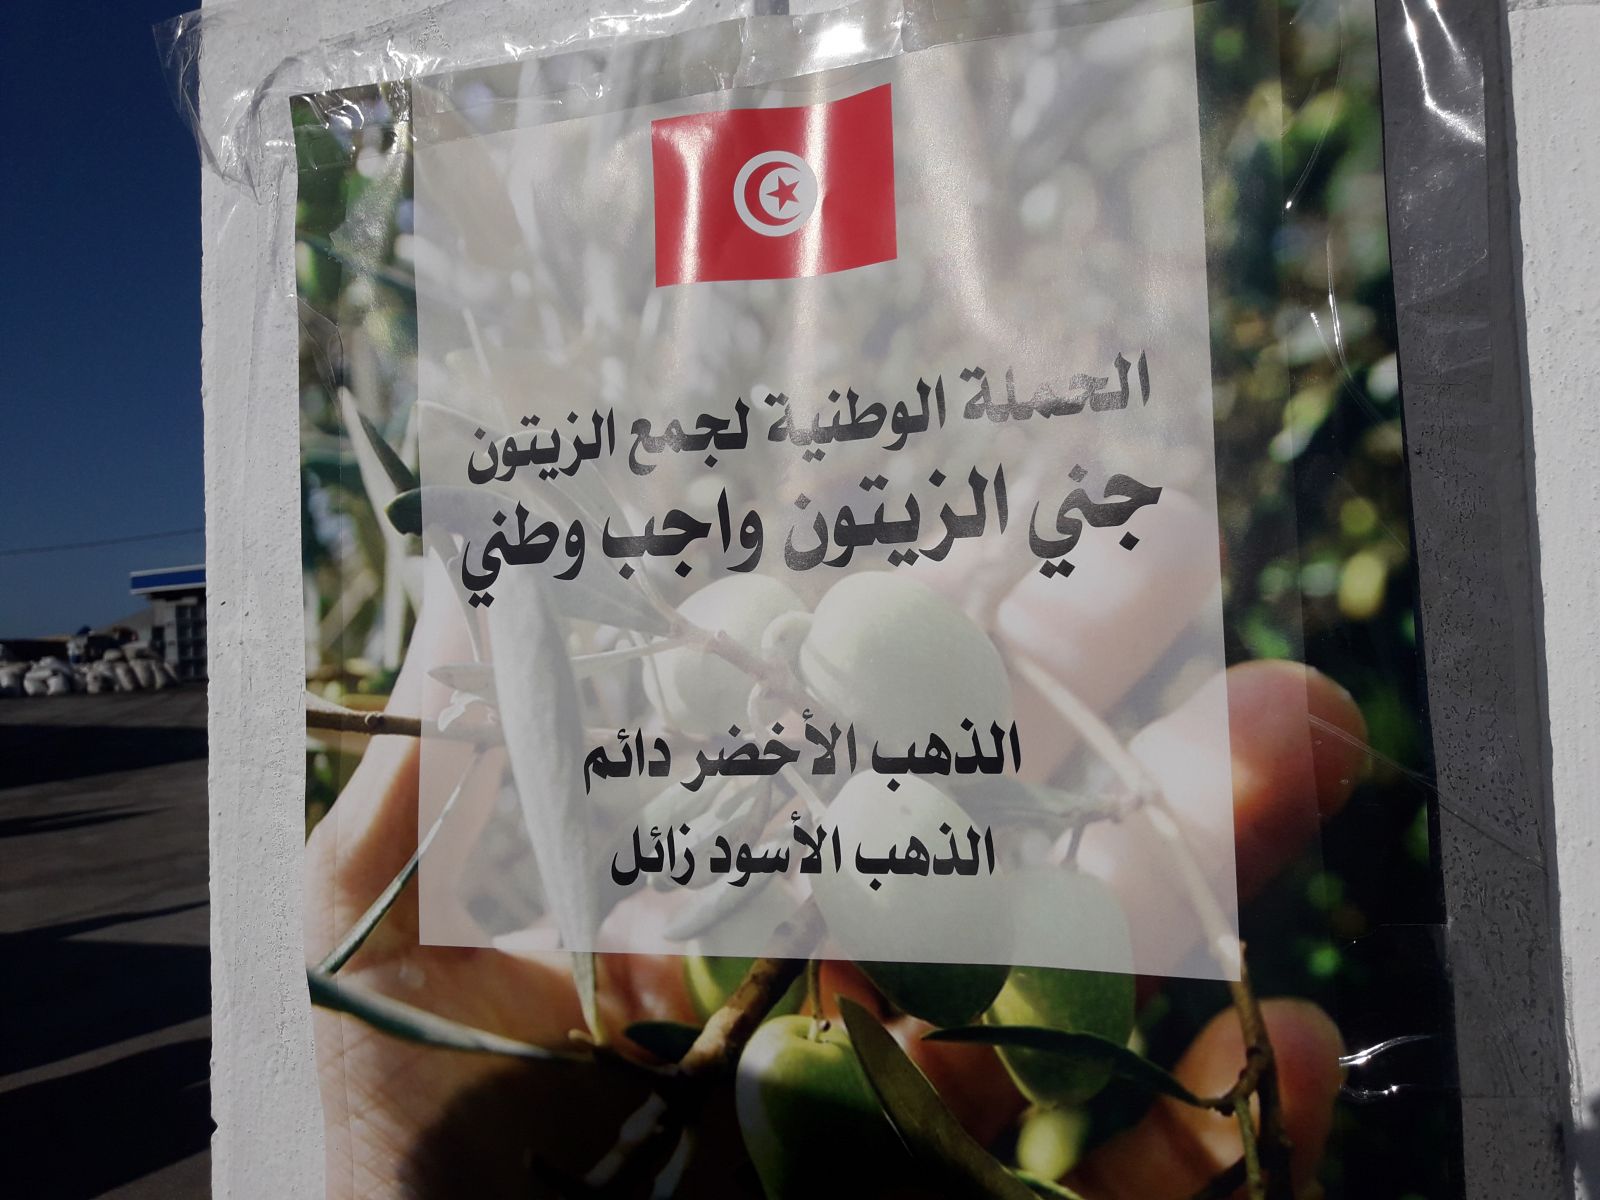 الحملة الوطنية لجمع الزيتون
جني الزيتون واجب وطني
الذهب الأخضر دائم
الذهب الأسود زائل